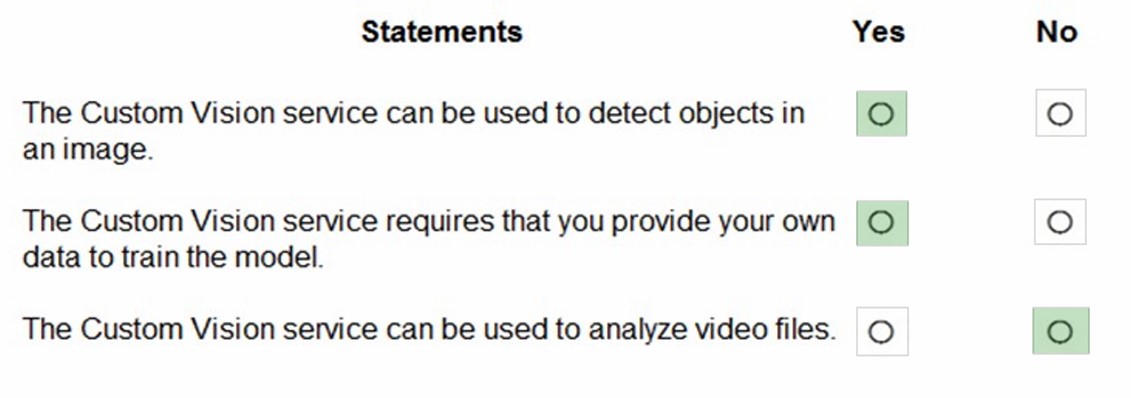 Statements Yes No
The Custom Vision service can be used to detect objects in
an image.
The Custom Vision service requires that you provide your own
data to train the model.
The Custom Vision service can be used to analyze video files.